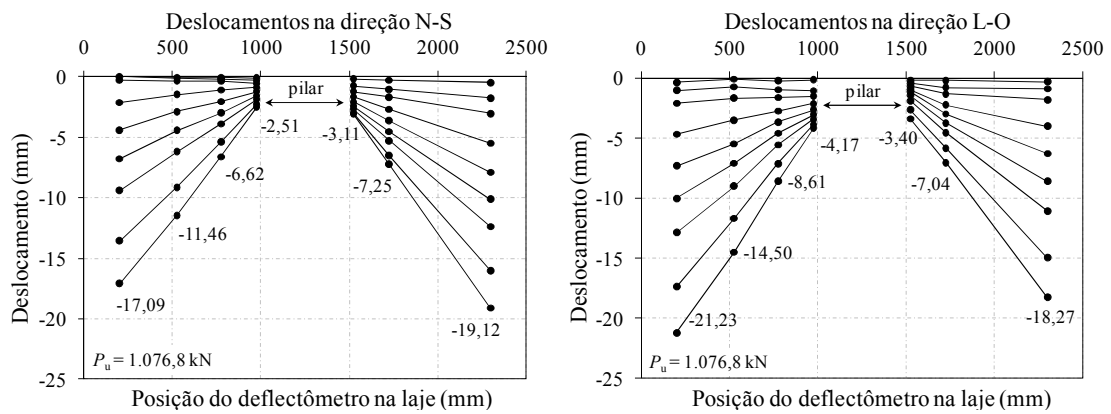 Deslocamentos na direção N-S
0 500 1000 1500 2000 2500
0
-5
-10
-15
-20
-25
Deslocamento (mm)
pilar
-2,51
-3,11
-6,62
-7,25
-11,46
-17,09
-19,12
Pu = 1.076,8 kN
Posição do deflectômetro na laje (mm)
Deslocamentos na direção L-O
0 500 1000 1500 2000 2500
0
-5
-10
-15
-20
-25
Deslocamento (mm)
pilar
-4,17
-3,40
-8,61
-7,04
-14,50
-21,23
-18,27
Pu = 1.076,8 kN
Posição do deflectômetro na laje (mm)